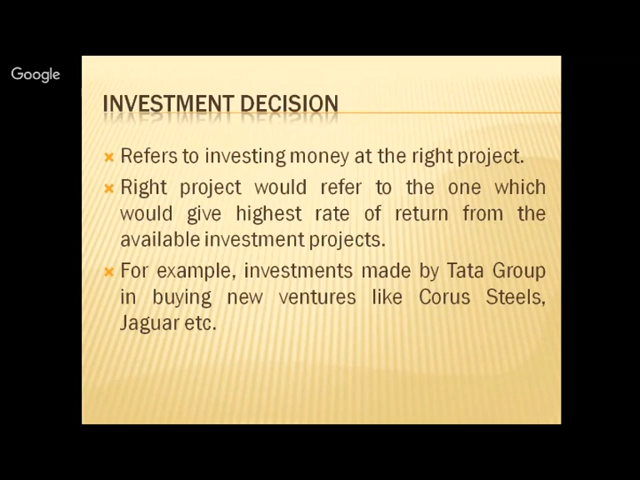 Google
INVESTMENT DECISION
Refers to investing money at the right project.
Right project would refer to the one which
would give highest rate of return from the
available investment projects.
For example, investments made by Tata Group
in buying new ventures like Corus Steels,
Jaguar etc.